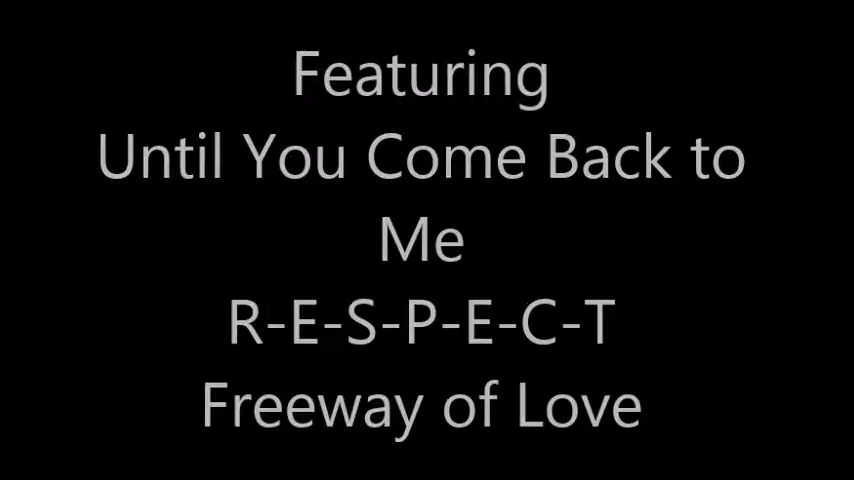 Featuring
Until You Come Back to
Me
R-E-S-P-E-C-T
Freeway of Love